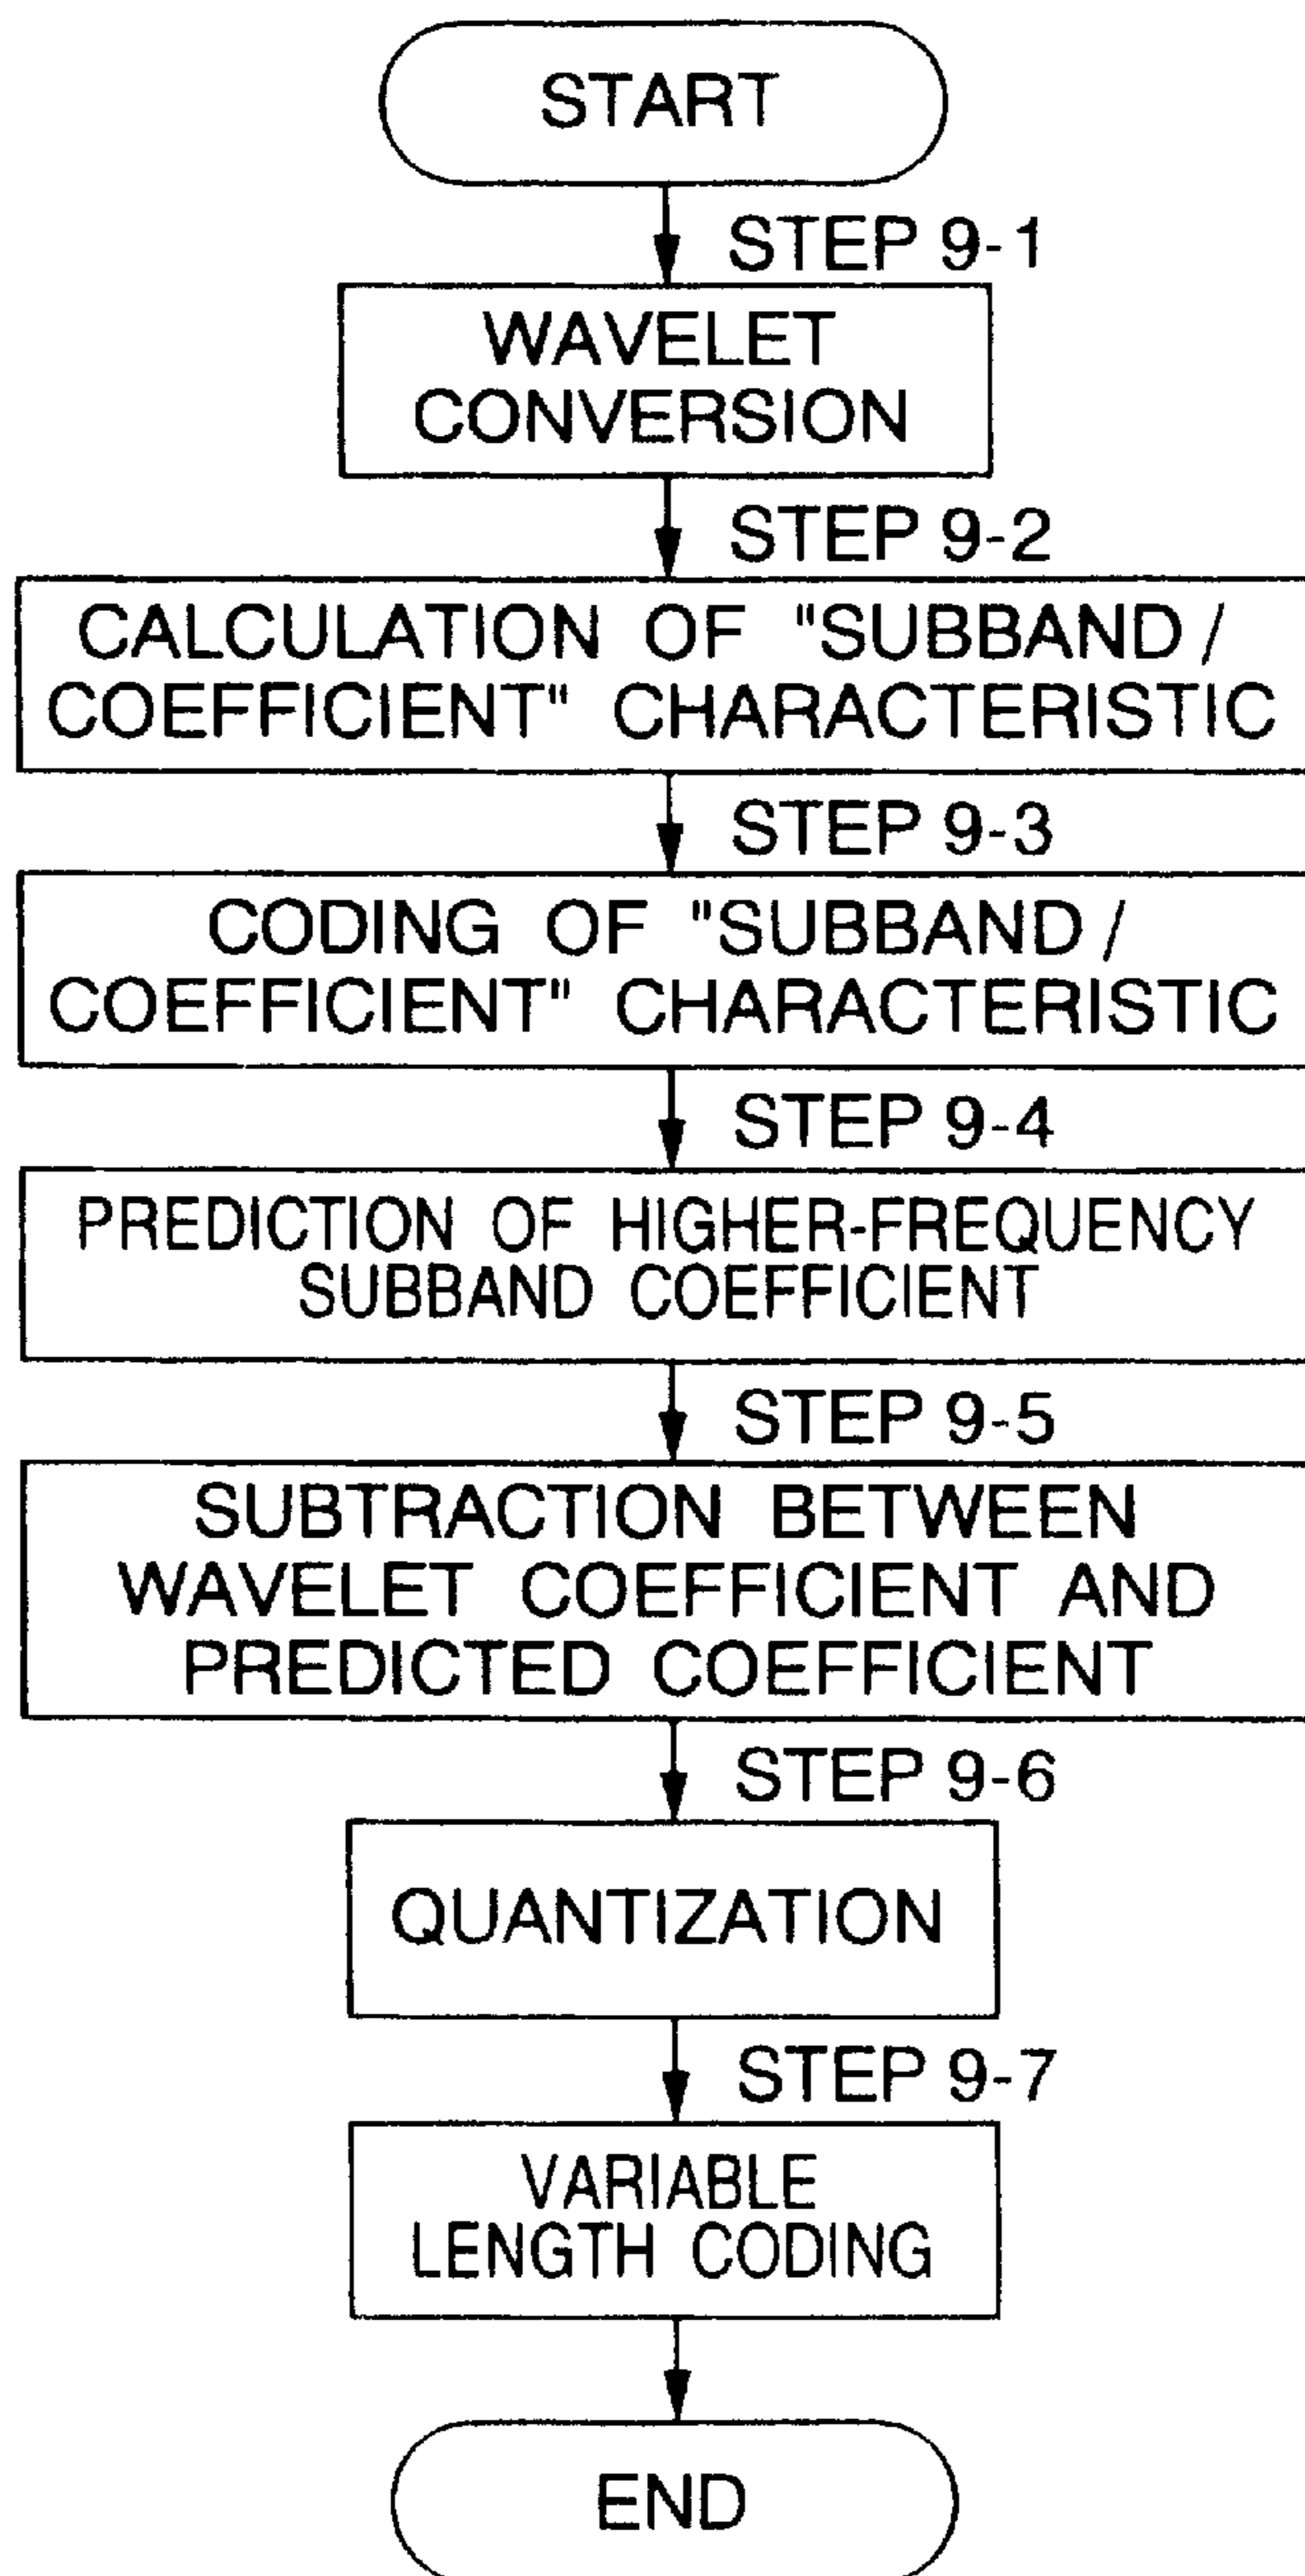 START
STEP 9-1
WAVELET
CONVERSION
STEP 9-2
CALCULATION OF "SUBBAND /
COEFFICIENT" CHARACTERISTIC
STEP 9-3
CODING OF "SUBBAND /
COEFFICIENT" CHARACTERISTIC
STEP 9-4
PREDICTION OF HIGHER-FREQUENCY
SUBBAND COEFFICIENT
STEP 9-5
SUBTRACTION BETWEEN
WAVELET COEFFICIENT AND
PREDICTED COEFFICIENT
STEP 9-6
QUANTIZATION
STEP 9-7
VARIABLE
LENGTH CODING
END